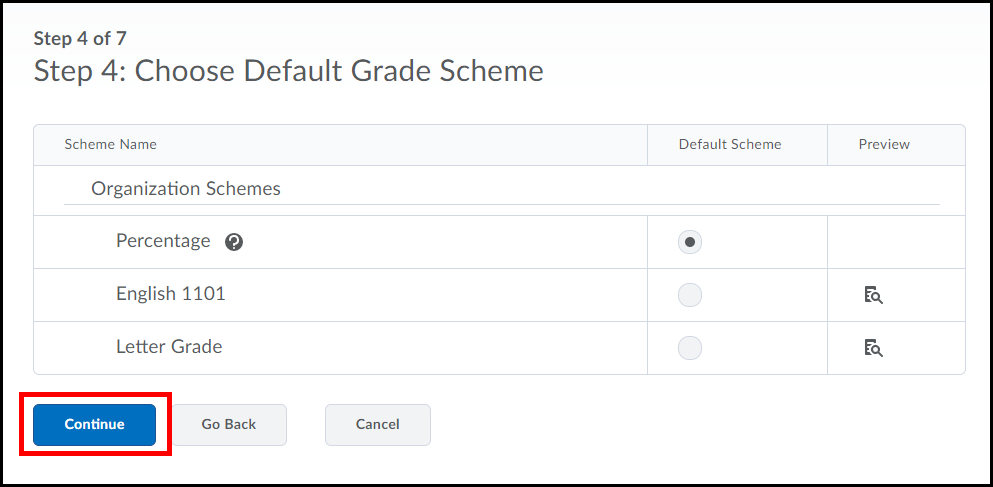 Step 4 of 7
Step 4: Choose Default Grade Scheme
Scheme Name Default Scheme Preview
Organization Schemes
Percentage ?
English 1101
Letter Grade
Continue Go Back Cancel